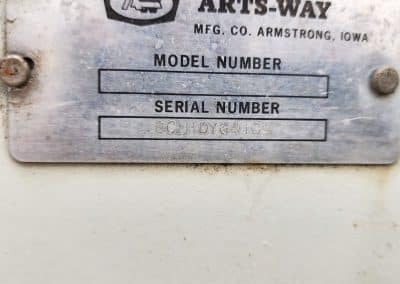 ARTS-WAY
MFG. CO. ARMSTRONG, IOWA
MODEL NUMBER
SERIAL NUMBER